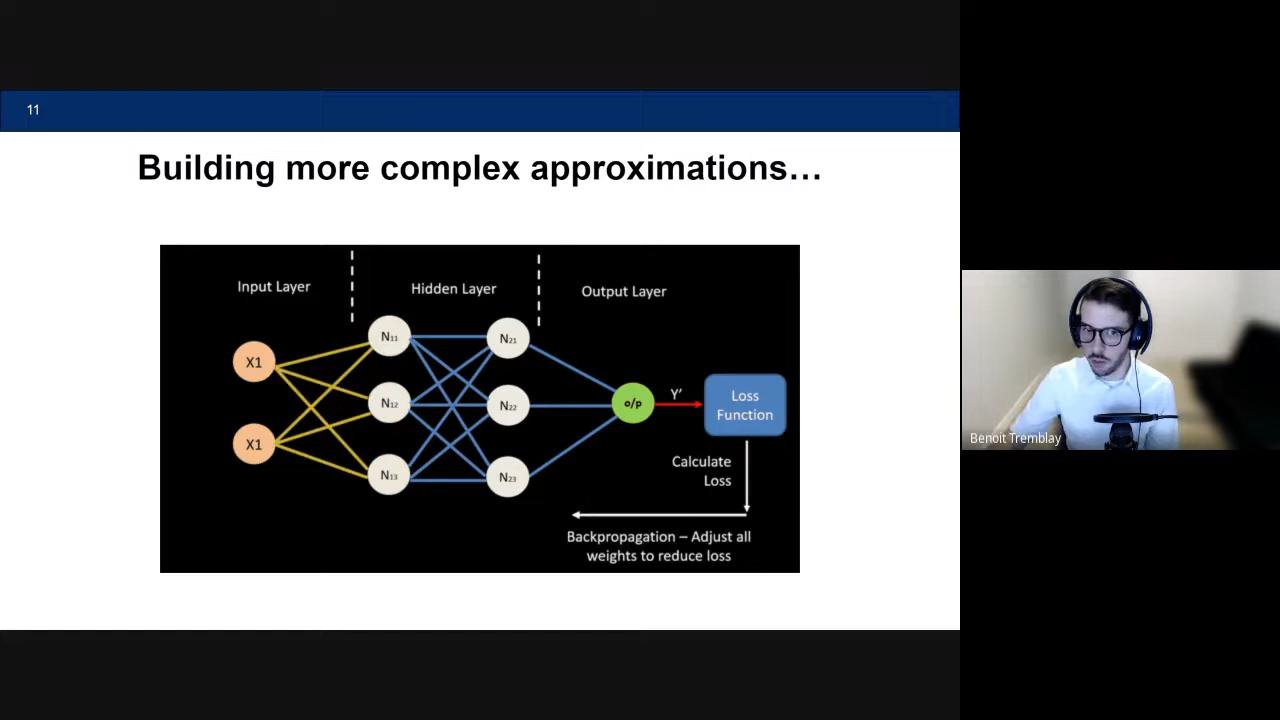 11
Building more complex approximations…
Input Layer
Hidden Layer
Output Layer
N11
N21
X1
N12
N22
o/p
Y’
Loss
Function
X1
N13
N23
Calculate
Loss
Backpropagation – Adjust all
weights to reduce loss
Benoit Tremblay